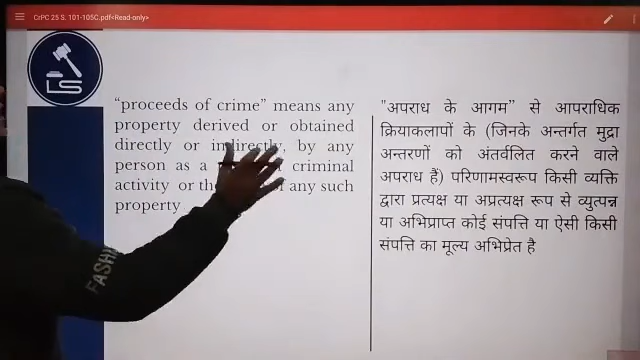 CrPC 25 S. 101-105C.pdf<Read-only>
LS
“proceeds of crime” means any
property derived or obtained
directly or indirectly, by any
person as a criminal
activity or the any such
property
"अपराध के आगम” से आपराधिक
क्रियाकलापों के (जिनके अन्तर्गत मुद्रा
अन्तरणों को अंतर्वलित करने वाले
अपराध हैं) परिणामस्वरूप किसी व्यक्ति
द्वारा प्रत्यक्ष या अप्रत्यक्ष रूप से व्युत्पन्न
या अभिप्राप्त कोई संपत्ति या ऐसी किसी
संपत्ति का मूल्य अभिप्रेत है
FASHI